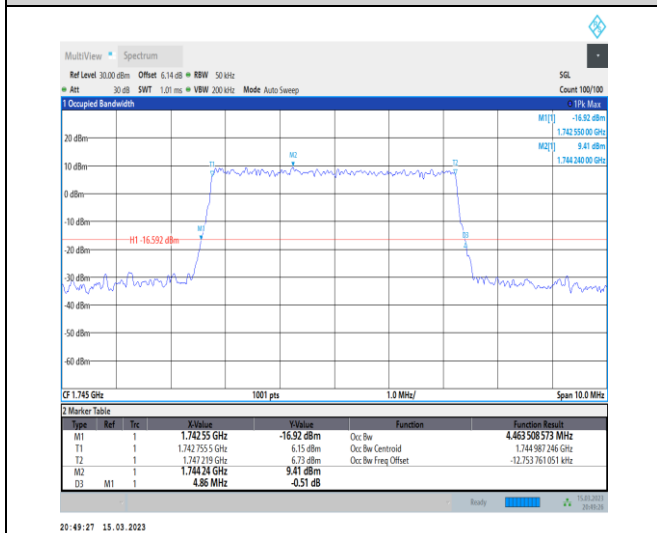 MultiView Spectrum
Ref Level 30.00 dBm Offset 6.14 dB RBW 50 kHz SGL
Att 30 dB SWT 1.01 ms VBW 200 kHz Mode Auto Sweep Count 100/100
1 Occupied Bandwidth 1Pk Max
M1[1] -16.92 dBm
1.742 550 00 GHz
M2[1] 9.41 dBm
1.744 240 00 GHz
20 dBm
M2
T1
T2
10 dBm
0 dBm
-10 dBm
M1
D3
H1 -16.592 dBm
-20 dBm
-30 dBm
-40 dBm
-50 dBm
-60 dBm
CF 1.745 GHz 1001 pts 1.0 MHz/ Span 10.0 MHz
2 Marker Table
Type Ref Trc X-Value Y-Value Function Function Result
M1 1 1.742 55 GHz -16.92 dBm Occ Bw 4.463 508 573 MHz
T1 1 1.742 755 5 GHz 6.15 dBm Occ Bw Centroid 1.744 987 246 GHz
T2 1 1.747 219 GHz 6.73 dBm Occ Bw Freq Offset -12.753 761 051 kHz
M2 1 1.744 24 GHz 9.41 dBm
D3 M1 1 4.86 MHz -0.51 dB
Ready 15.03.2023
20:49:28
20:49:27 15.03.2023